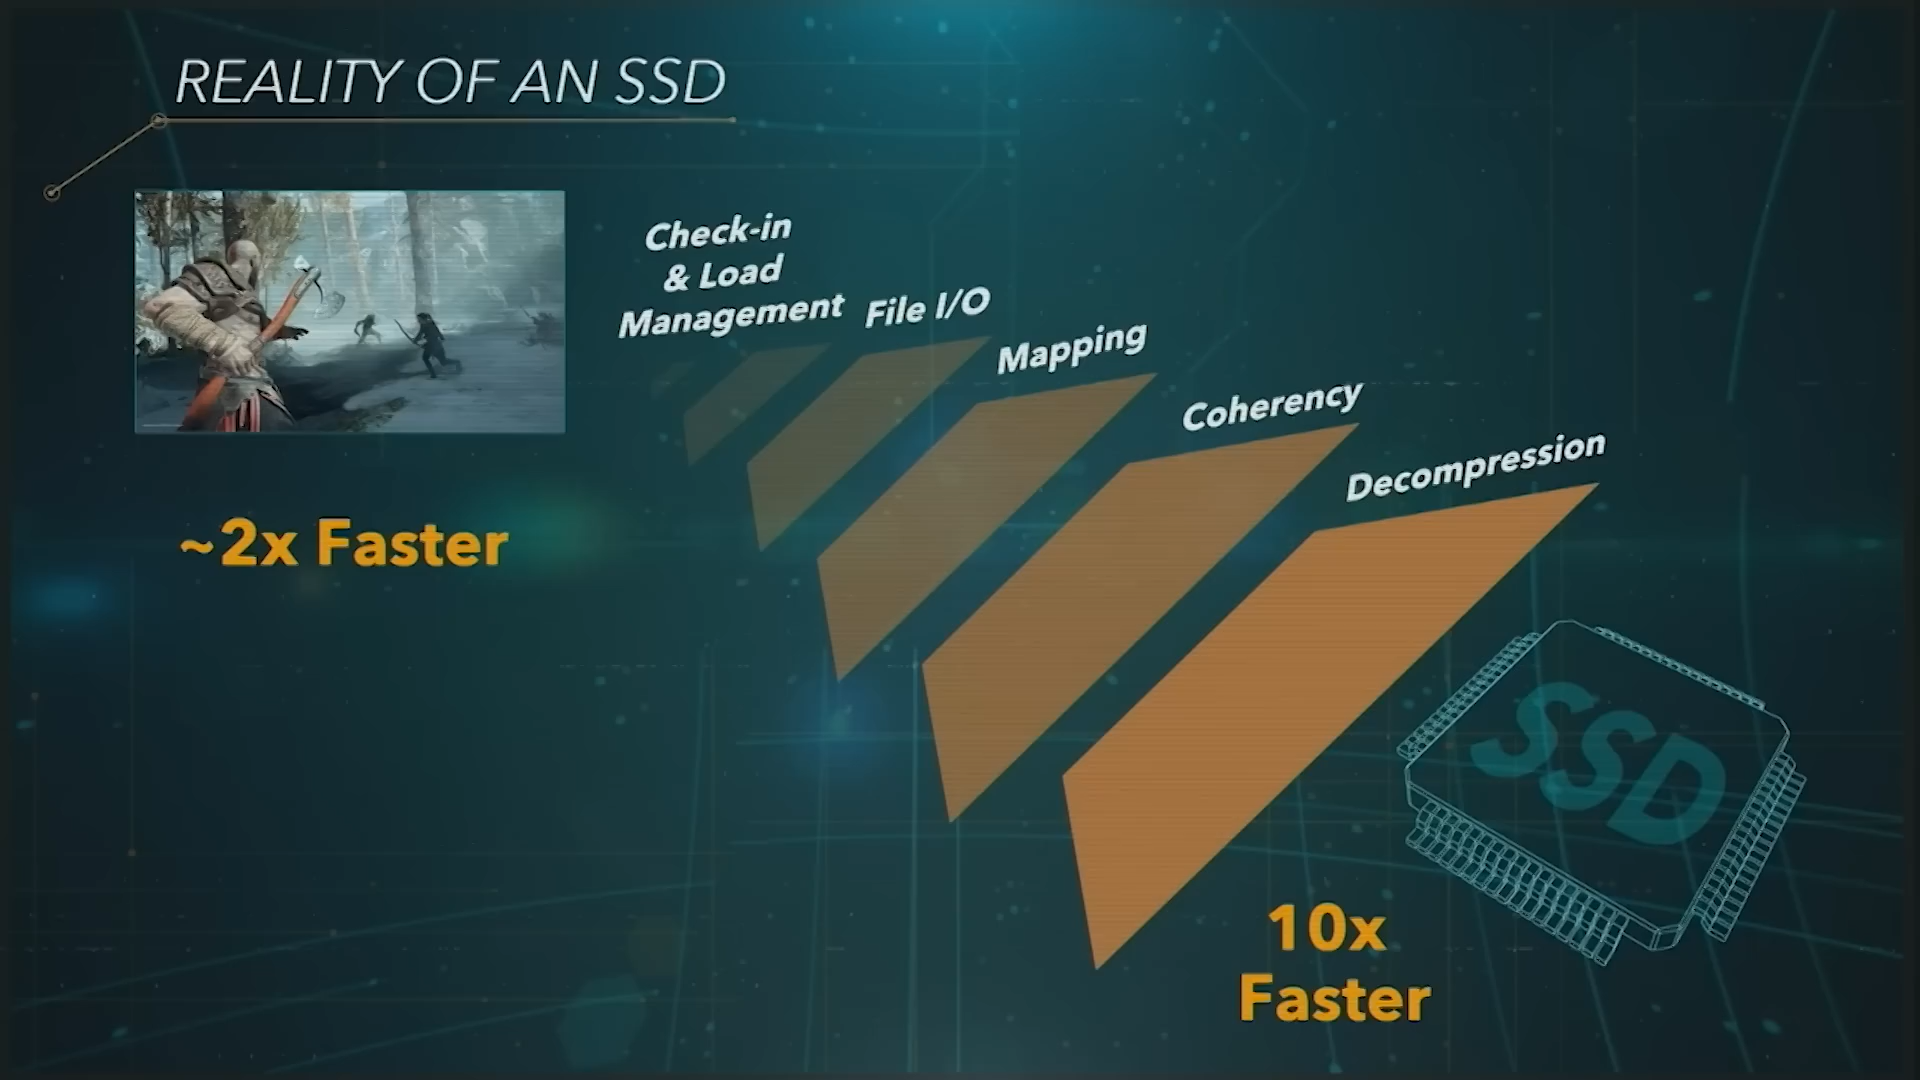 REALITY OF AN SSD
Check-in
& Load
Management
File I/O
Mapping
Coherency
Decompression
~2x Faster
SSD
10x
Faster